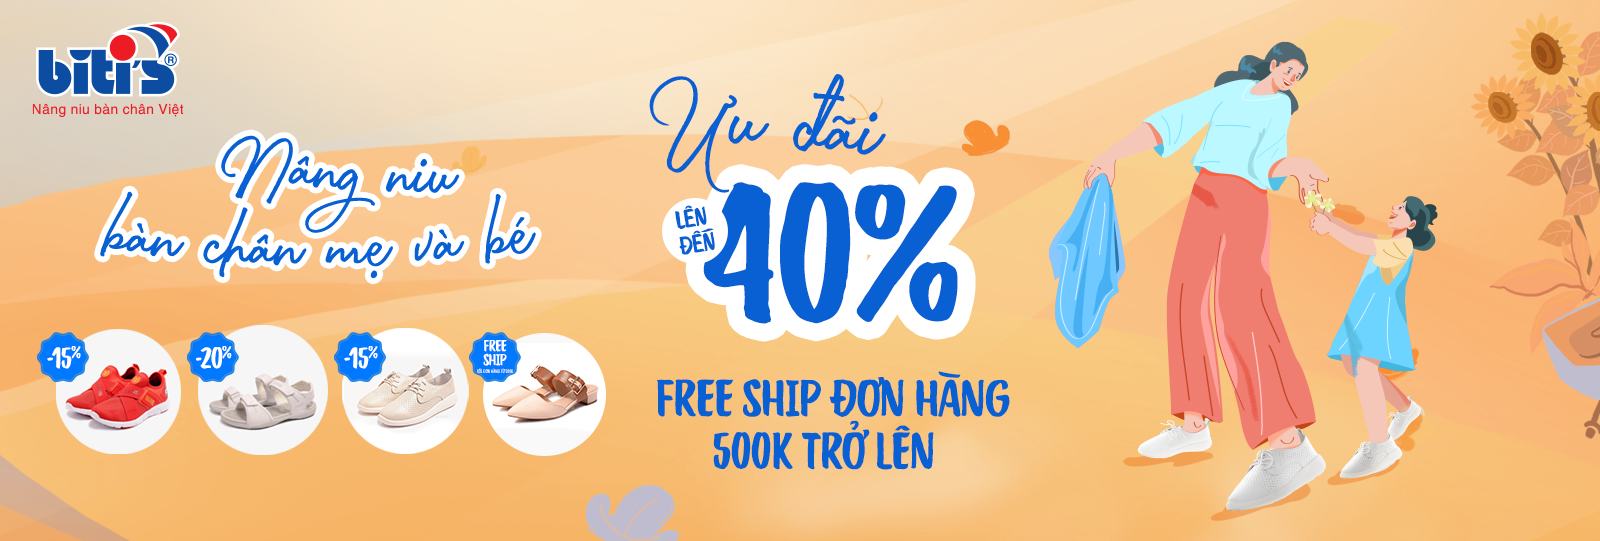 biti's®
Nâng niu bàn chân Việt
Nâng niu
bàn chân mẹ và bé
-15%
-20%
-15%
FREE
SHIP
Ưu đãi
LÊN
ĐẾN
40%
FREE SHIP ĐƠN HÀNG
500K TRỞ LÊN